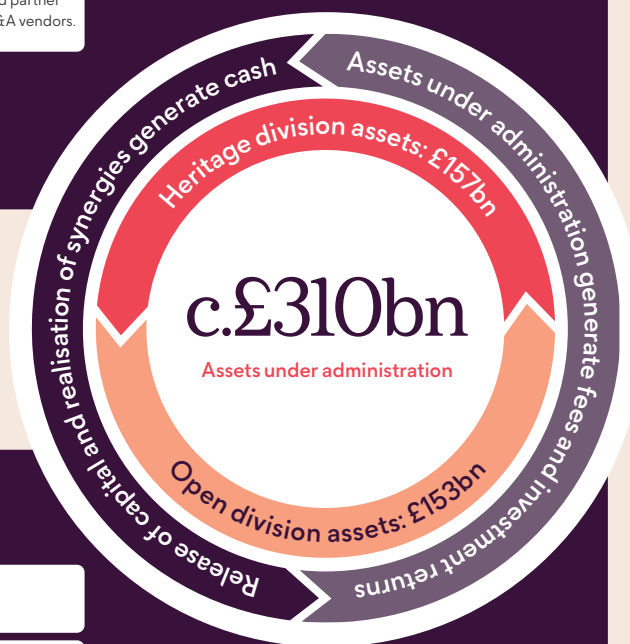 d partner
&A vendors.
Release of capital and realisation of synergies generate cash
Assets under administration generate fees and investment returns
Heritage division assets: £157bn
c.£310bn
Assets under administration
Open division assets: £153bn